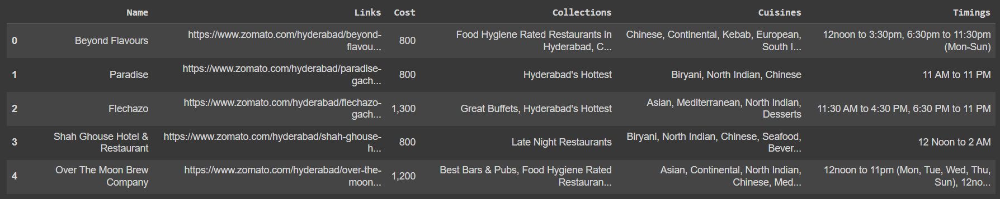 Name Links Cost Collections Cuisines Timings
0 Beyond Flavours https://www.zomato.com/hyderabad/beyond-flavou... 800 Food Hygiene Rated Restaurants in Hyderabad, C... Chinese, Continental, Kebab, European, South I... 12noon to 3:30pm, 6:30pm to 11:30pm (Mon-Sun)
1 Paradise https://www.zomato.com/hyderabad/paradise-gach... 800 Hyderabad's Hottest Biryani, North Indian, Chinese 11 AM to 11 PM
2 Flechazo https://www.zomato.com/hyderabad/flechazo-gach... 1,300 Great Buffets, Hyderabad's Hottest Asian, Mediterranean, North Indian, Desserts 11:30 AM to 4:30 PM, 6:30 PM to 11 PM
3 Shah Ghouse Hotel & Restaurant https://www.zomato.com/hyderabad/shah-ghouse-h... 800 Late Night Restaurants Biryani, North Indian, Chinese, Seafood, Bever... 12 Noon to 2 AM
4 Over The Moon Brew Company https://www.zomato.com/hyderabad/over-the-moon... 1,200 Best Bars & Pubs, Food Hygiene Rated Restauran... Asian, Continental, North Indian, Chinese, Med... 12noon to 11pm (Mon, Tue, Wed, Thu, Sun), 12no...